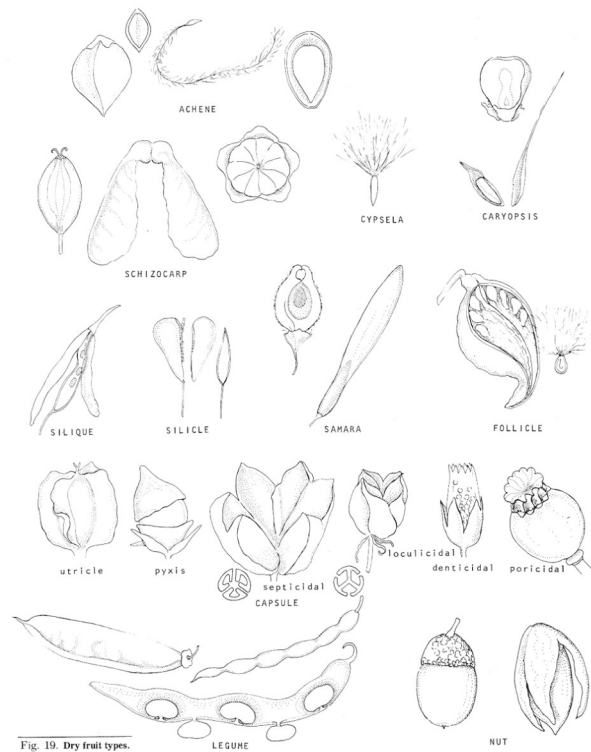 ACHENE
CYPSELA
CARYOPSIS
SCHIZOCARP
SILIQUE
SILICLE
SAMARA
FOLLICLE
utricle
pyxis
septicidal
loculicidal
denticidal
poricidal
CAPSULE
Fig. 19. Dry fruit types.
LEGUME
NUT